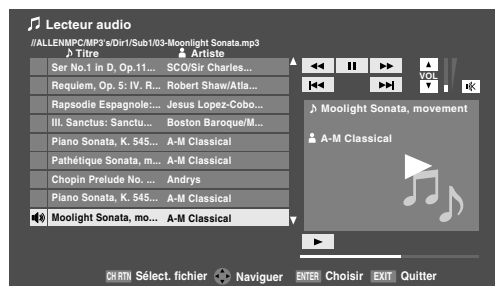 Lecteur audio
//ALLENMPC/MP3's/Dir1/Sub1/03-Moonlight Sonata.mp3
Titre Artiste
Ser No.1 in D, Op.11... SCO/Sir Charles...
Requiem, Op. 5: IV. R... Robert Shaw/Atla...
Rapsodie Espagnole:... Jesus Lopez-Cobo...
III. Sanctus: Sanctu... Boston Baroque/M...
Piano Sonata, K. 545... A-M Classical
Pathétique Sonata, m... A-M Classical
Chopin Prelude No. ... Andrys
Piano Sonata, K. 545... A-M Classical
Moolight Sonata, mo... A-M Classical
VOL
Moolight Sonata, movement
A-M Classical
CH RTN Sélect. fichier Naviguer ENTER Choisir EXIT Quitter